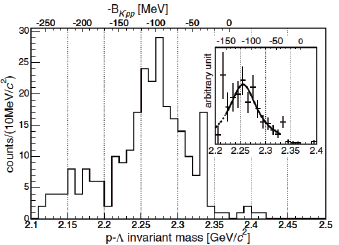 -B_Kpp [MeV]
-250 -200 -150 -100 -50 0
30
25
20
15
10
5
0
counts/(10MeV/c²)
2.1 2.15 2.2 2.25 2.3 2.35 2.4 2.45 2.5
p-Λ invariant mass [GeV/c²]
-150 -100 -50 0
arbitrary unit
2.2 2.25 2.3 2.35 2.4